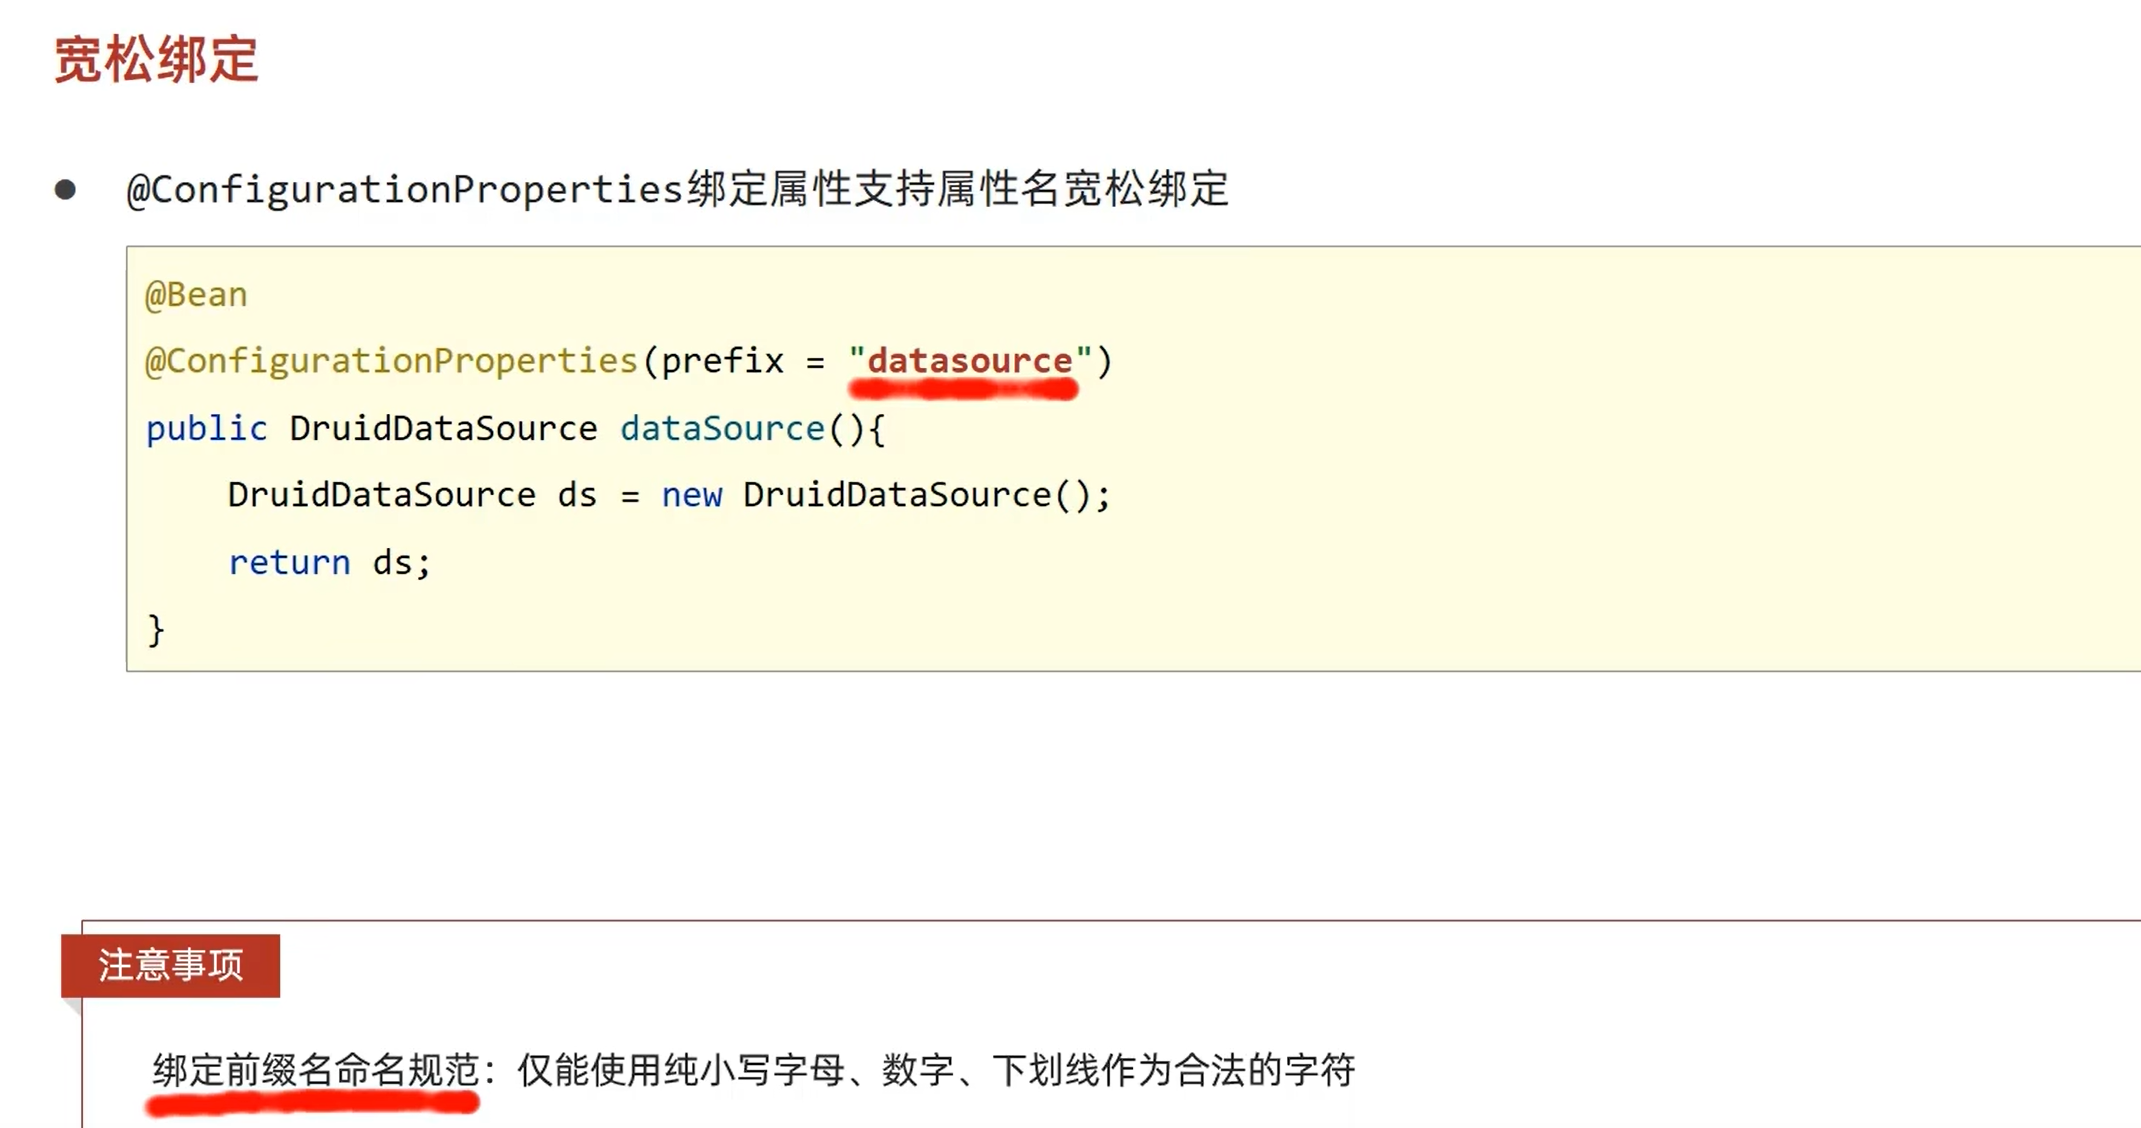 宽松绑定
● @ConfigurationProperties绑定属性支持属性名宽松绑定
@Bean
@ConfigurationProperties(prefix = "datasource")
public DruidDataSource dataSource(){
    DruidDataSource ds = new DruidDataSource();
    return ds;
}
注意事项
绑定前缀名命名规范：仅能使用纯小写字母、数字、下划线作为合法的字符